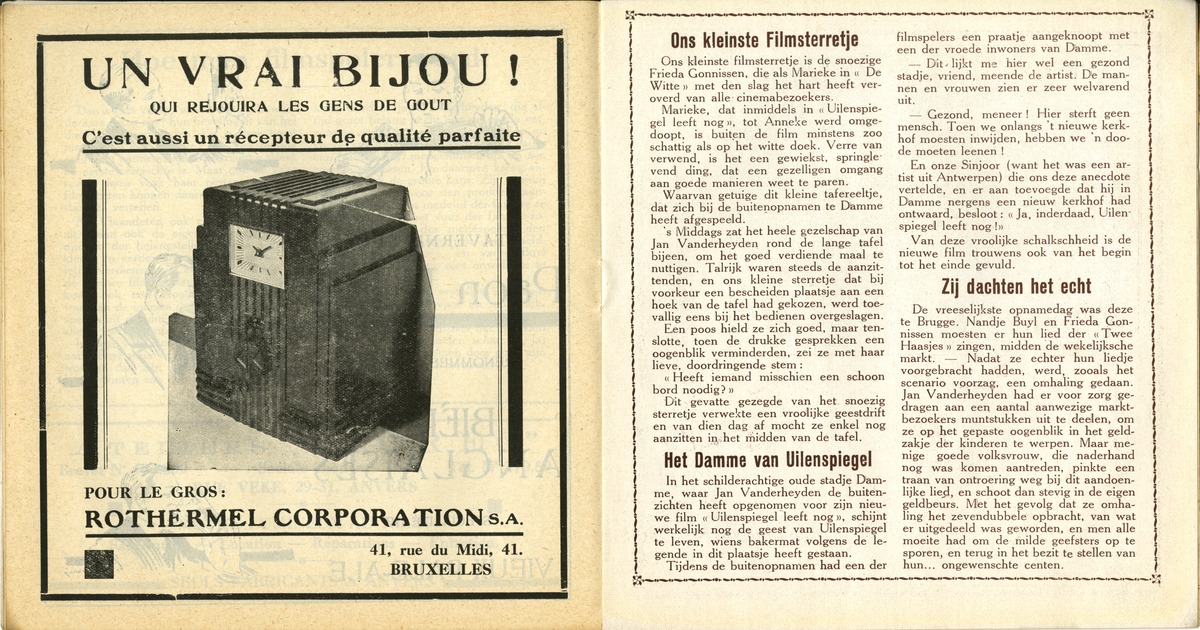 UN VRAI BIJOU !
QUI REJOUIRA LES GENS DE GOUT
C'est aussi un récepteur de qualité parfaite
POUR LE GROS :
ROTHERMEL CORPORATION S.A.
41, rue du Midi, 41.
BRUXELLES
Ons kleinste Filmsterretje
Ons kleinste filmsterretje is de snoezige
Frieda Gonnissen, die als Marieke in « De
Witte » met den slag het hart heeft ver-
overd van alle cinemabezoekers.
Marieke, dat inmiddels in « Uilenspie-
gel leeft nog », tot Anneke werd omge-
doopt, is buiten de film minstens zoo
schattig als op het witte doek. Verre van
verwend, is het een gewiekst, springle-
vend ding, dat een gezelligen omgang
aan goede manieren weet te paren.
Waarvan getuige dit kleine tafereeltje,
dat zich bij de buitenopnamen te Damme
heeft afgespeeld.
's Middags zat het heele gezelschap van
Jan Vanderheyden rond de lange tafel
bijeen, om het goed verdiende maal te
nuttigen. Talrijk waren steeds de aanzit-
tenden, en ons kleine sterretje dat bij
voorkeur een bescheiden plaatsje aan een
hoek van de tafel had gekozen, werd toe-
vallig eens bij het bedienen overgeslagen.
Een poos hield ze zich goed, maar ten-
slotte, toen de drukke gesprekken een
oogenblik verminderden, zei ze met haar
lieve, doordringende stem :
« Heeft iemand misschien een schoon
bord noodig? »
Dit gevatte gezegde van het snoezig
sterretje verwekte een vroolijke geestdrift
en van dien dag af mocht ze enkel nog
aanzitten in het midden van de tafel.
Het Damme van Uilenspiegel
In het schilderachtige oude stadje Dam-
me, waar Jan Vanderheyden de buiten-
zichten heeft opgenomen voor zijn nieu-
we film « Uilenspiegel leeft nog », schijnt
werkelijk nog de geest van Uilenspiegel
te leven, wiens bakermat volgens de le-
gende in dit plaatsje heeft gestaan.
Tijdens de buitenopnamen had een der
filmspelers een praatje aangeknoopt met
een der vroede inwoners van Damme.
— Dit lijkt me hier wel een gezond
stadje, vriend, meende de artist. De man-
nen en vrouwen zien er zeer welvarend
uit.
— Gezond, meneer ! Hier sterft geen
mensch. Toen we onlangs 't nieuwe kerk-
hof moesten inwijden, hebben we 'n doo-
de moeten leenen !
En onze Sinjoor (want het was een ar-
tist uit Antwerpen) die ons deze anecdote
vertelde, en er aan toevoegde dat hij in
Damme nergens een nieuw kerkhof had
ontwaard, besloot : « Ja, inderdaad, Uilen-
spiegel leeft nog !»
Van deze vroolijke schalkschheid is de
nieuwe film trouwens ook van het begin
tot het einde gevuld.
Zij dachten het echt
De vreeselijkste opnamedag was deze
te Brugge. Nandje Buyl en Frieda Gon-
nissen moesten er hun lied der « Twee
Haasjes » zingen, midden de wekelijksche
markt. — Nadat ze echter hun liedje
voorgebracht hadden, werd, zooals het
scenario voorzag, een omhaling gedaan.
Jan Vanderheyden had er voor zorg ge-
dragen aan een aantal aanwezige markt-
bezoekers muntstukken uit te deelen, om
ze op het gepaste oogenblik in het geld-
zakje der kinderen te werpen. Maar me-
nige goede volksvrouw, die naderhand
nog was komen aantreden, pinkte een
traan van ontroering weg bij dit aandoen-
lijke lied, en schoot dan stevig in de eigen
geldbeurs. Met het gevolg dat ze omha-
ling het zevendubbele opbracht, van wat
er uitgedeeld was geworden, en men alle
moeite had om de milde geefsters op te
sporen, en terug in het bezit te stellen van
hun... ongewenschte centen.